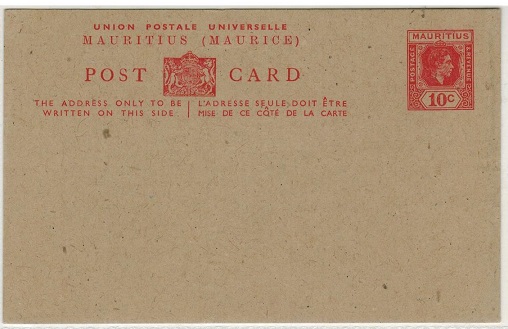 UNION POSTALE UNIVERSELLE
MAURITIUS (MAURICE)
POST CARD
THE ADDRESS ONLY TO BE
WRITTEN ON THIS SIDE.
L'ADRESSE SEULE DOIT ÊTRE
MISE DE CE CÔTÉ DE LA CARTE
MAURITIUS
POSTAGE
& REVENUE
10c